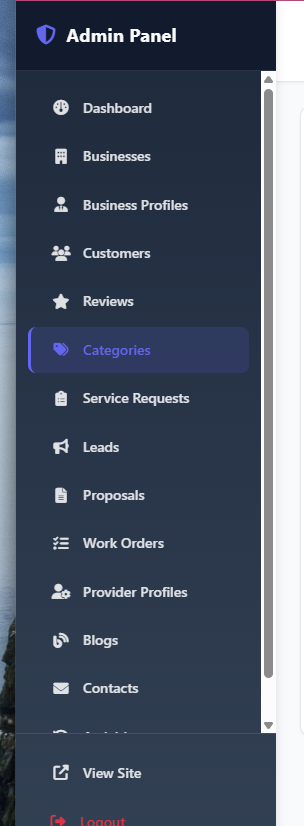 Admin Panel
Dashboard
Businesses
Business Profiles
Customers
Reviews
Categories
Service Requests
Leads
Proposals
Work Orders
Provider Profiles
Blogs
Contacts
View Site
Logout